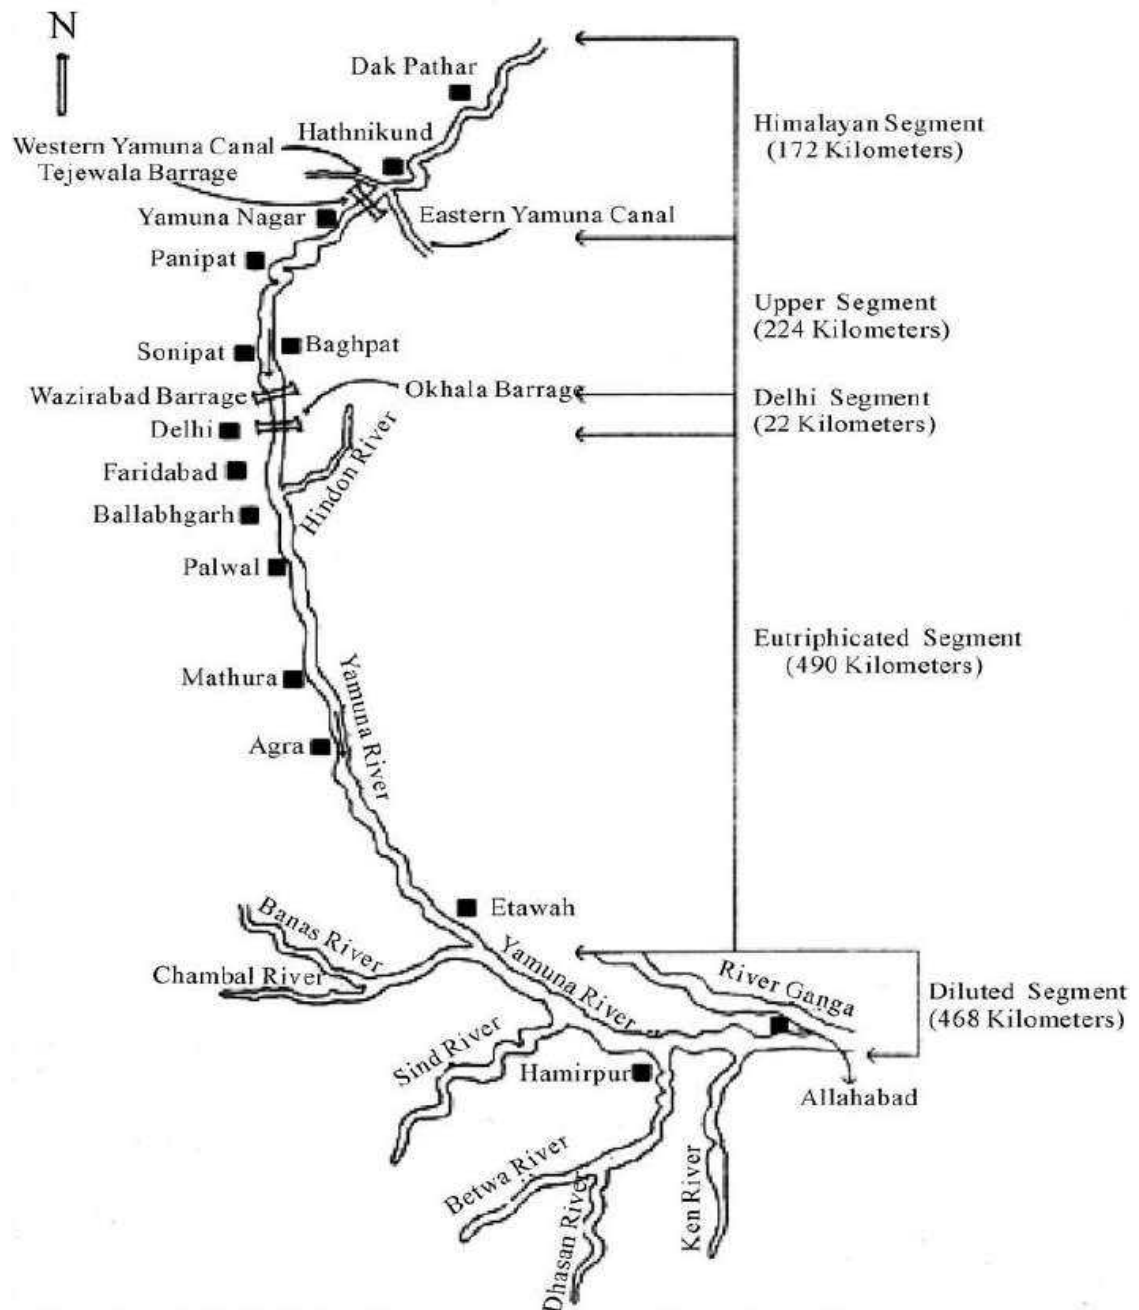 N
Dak Pathar
Himalayan Segment
(172 Kilometers)
Hathnikund
Western Yamuna Canal
Tejewala Barrage
Yamuna Nagar
Eastern Yamuna Canal
Panipat
Upper Segment
(224 Kilometers)
Sonipat
Baghpat
Wazirabad Barrage
Okhala Barrage
Delhi Segment
(22 Kilometers)
Delhi
Faridabad
Hindon River
Ballabhgarh
Palwal
Eutriphicated Segment
(490 Kilometers)
Mathura
Yamuna River
Agra
Etawah
Banas River
Chambal River
Yamuna River
River Ganga
Diluted Segment
(468 Kilometers)
Sind River
Hamirpur
Allahabad
Betwa River
Dhasan River
Ken River